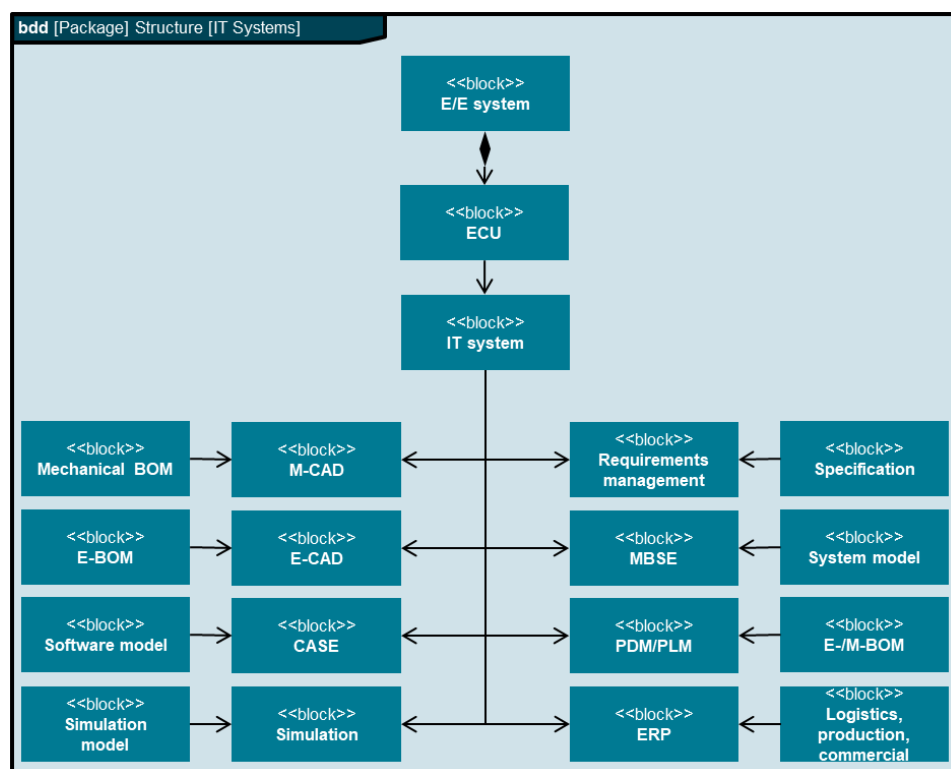 bdd [Package] Structure [IT Systems]
<<block>>
E/E system
<<block>>
ECU
<<block>>
IT system
<<block>>
Mechanical BOM
<<block>>
M-CAD
<<block>>
Requirements
management
<<block>>
Specification
<<block>>
E-BOM
<<block>>
E-CAD
<<block>>
MBSE
<<block>>
System model
<<block>>
Software model
<<block>>
CASE
<<block>>
PDM/PLM
<<block>>
E-/M-BOM
<<block>>
Simulation
model
<<block>>
Simulation
<<block>>
ERP
<<block>>
Logistics,
production,
commercial